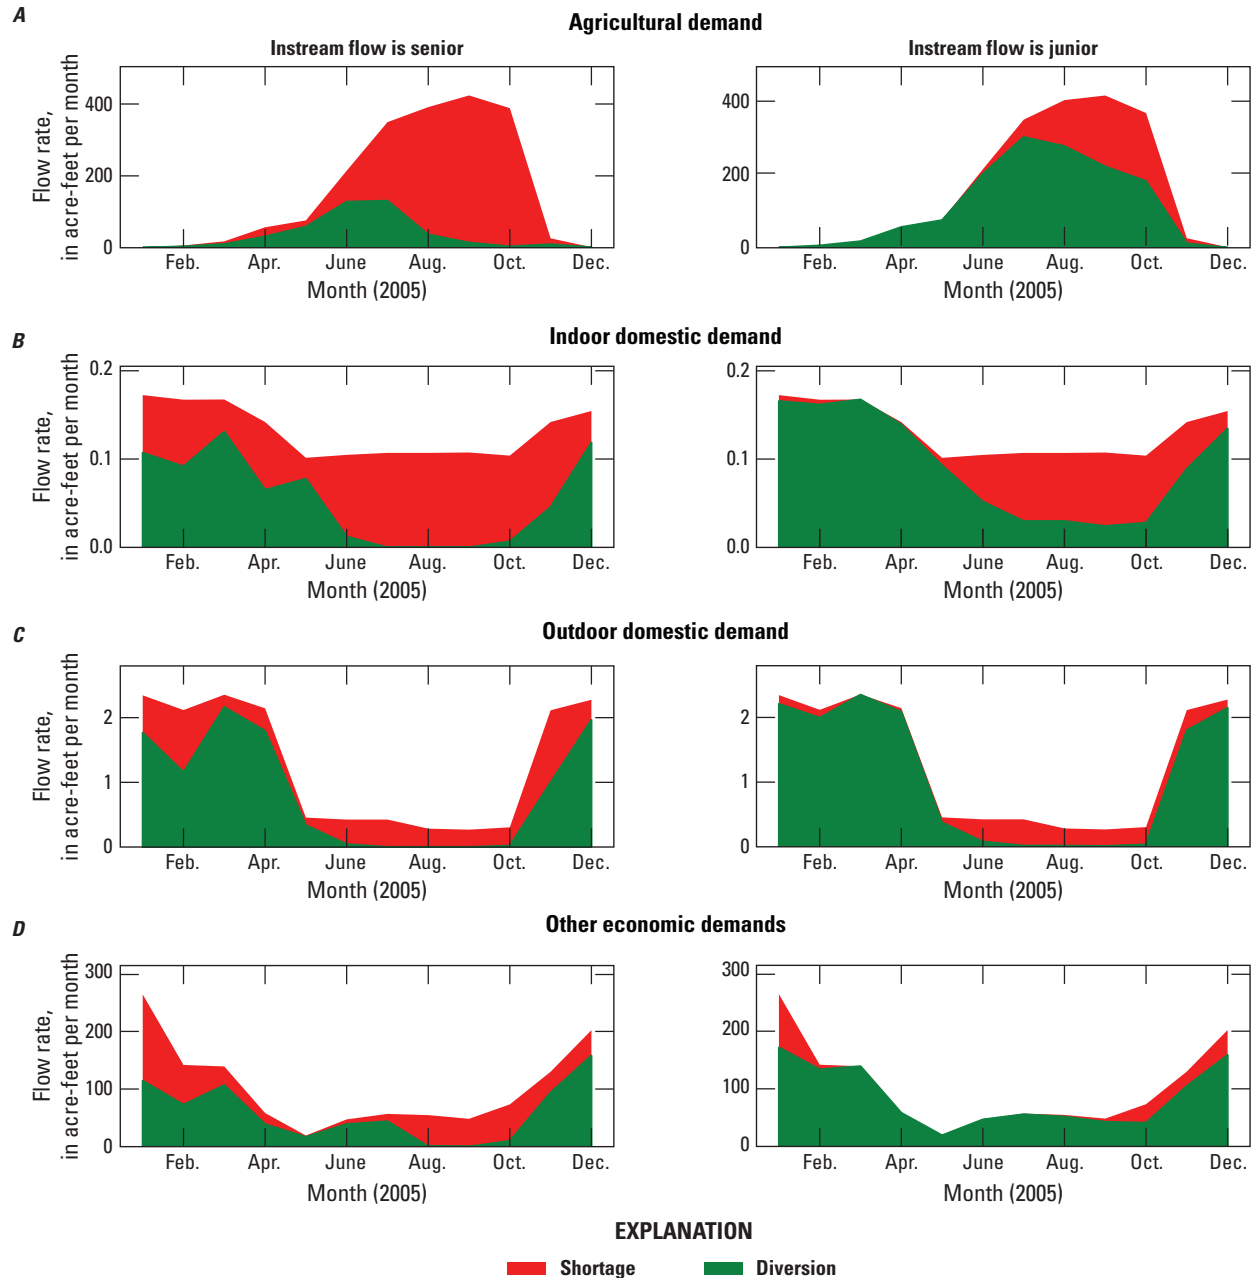 A
Agricultural demand
Instream flow is senior
Instream flow is junior
Flow rate,
in acre-feet per month
400
200
0
Feb. Apr. June Aug. Oct. Dec.
Month (2005)
400
200
0
Feb. Apr. June Aug. Oct. Dec.
Month (2005)
B
Indoor domestic demand
Flow rate,
in acre-feet per month
0.2
0.1
0.0
Feb. Apr. June Aug. Oct. Dec.
Month (2005)
0.2
0.1
0.0
Feb. Apr. June Aug. Oct. Dec.
Month (2005)
C
Outdoor domestic demand
Flow rate,
in acre-feet per month
2
1
0
Feb. Apr. June Aug. Oct. Dec.
Month (2005)
2
1
0
Feb. Apr. June Aug. Oct. Dec.
Month (2005)
D
Other economic demands
Flow rate,
in acre-feet per month
300
200
100
0
Feb. Apr. June Aug. Oct. Dec.
Month (2005)
300
200
100
0
Feb. Apr. June Aug. Oct. Dec.
Month (2005)
EXPLANATION
Shortage Diversion